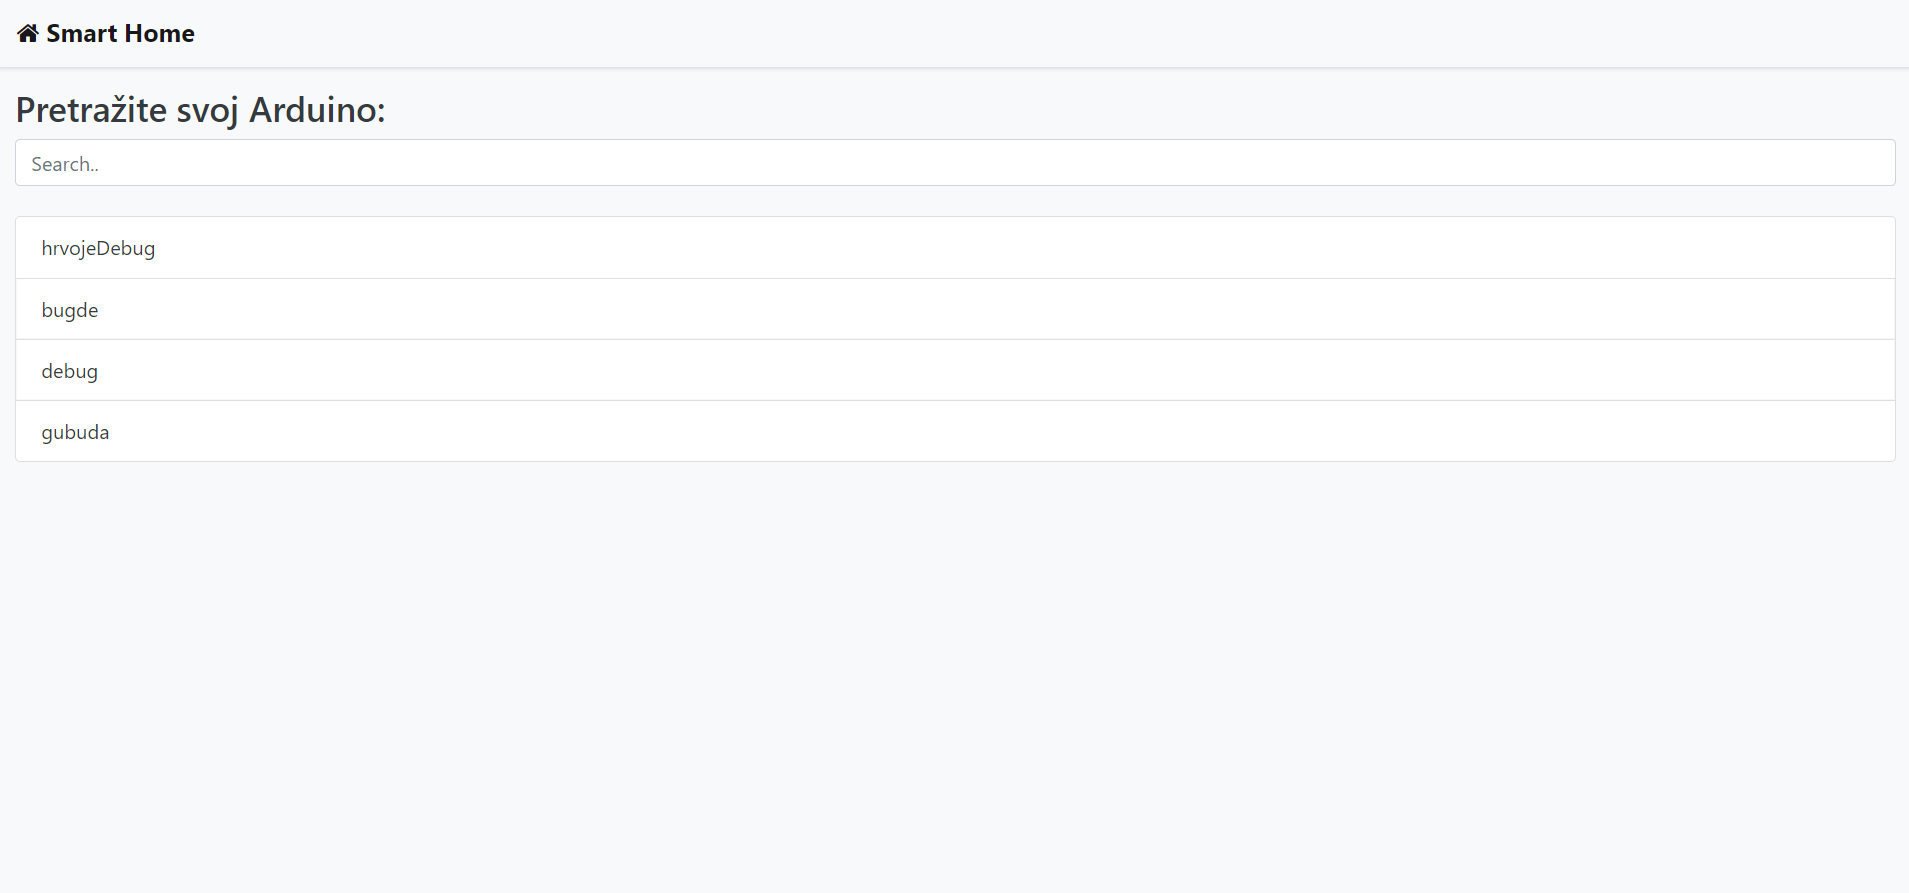 Smart Home
Pretražite svoj Arduino:
Search..
hrvojeDebug
bugde
debug
gubuda